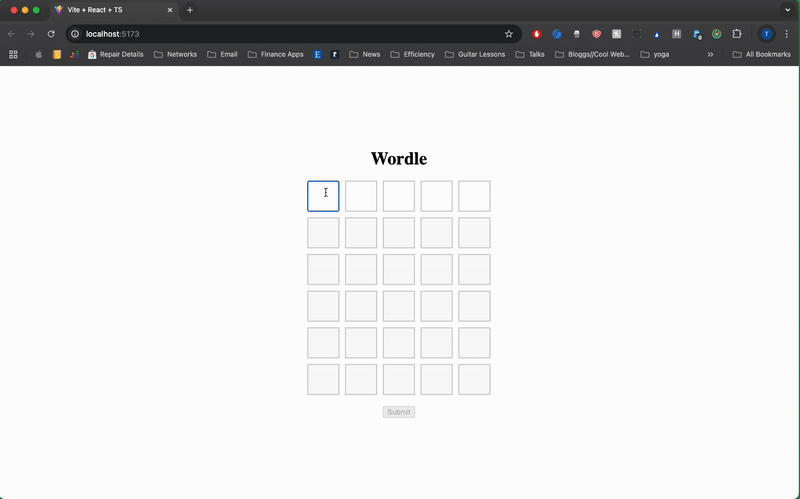 Vite + React + TS
localhost:5173
Repair Details Networks Email Finance Apps E News Efficiency Guitar Lessons Talks Bloggs//Cool Web... yoga >> All Bookmarks
Wordle
Submit